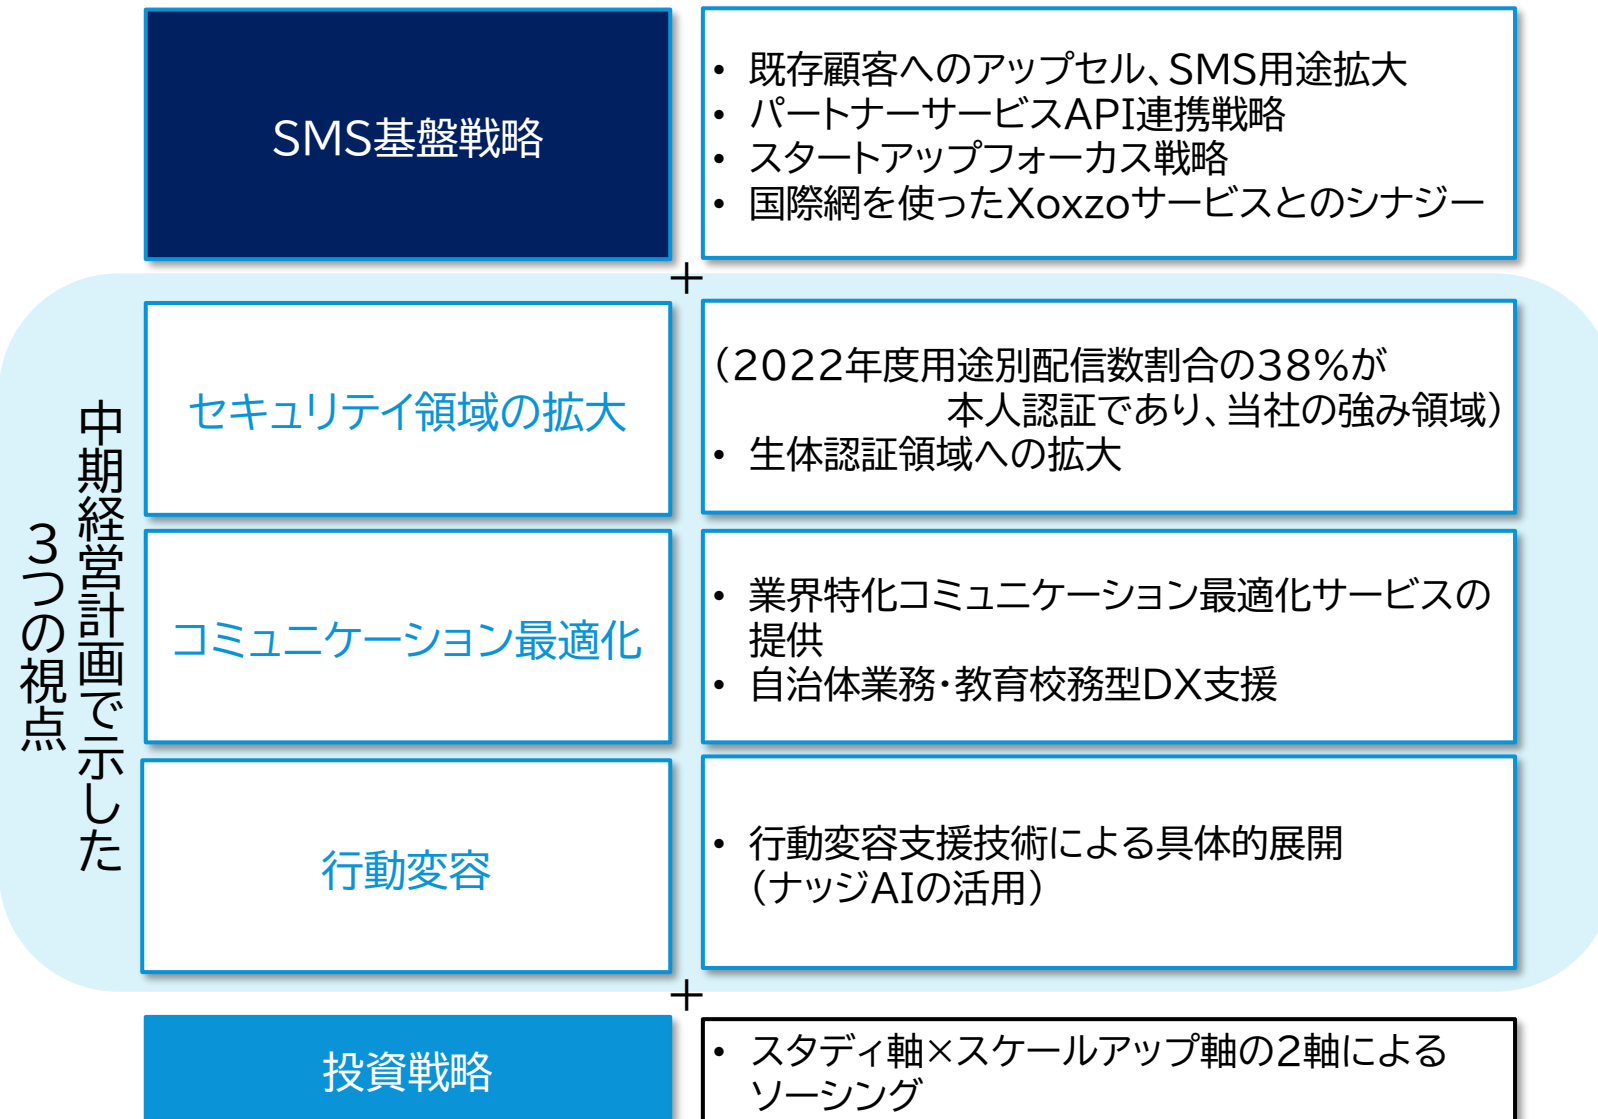 SMS基盤戦略
• 既存顧客へのアップセル、SMS用途拡大
• パートナーサービスAPI連携戦略
• スタートアップフォーカス戦略
• 国際網を使ったXoxzoサービスとのシナジー
+
中期経営計画で示した
3つの視点
セキュリテイ領域の拡大
(2022年度用途別配信数割合の38%が
本人認証であり、当社の強み領域)
• 生体認証領域への拡大
コミュニケーション最適化
• 業界特化コミュニケーション最適化サービスの
提供
• 自治体業務・教育校務型DX支援
行動変容
• 行動変容支援技術による具体的展開
(ナッジAIの活用)
+
投資戦略
• スタディ軸×スケールアップ軸の2軸による
ソーシング